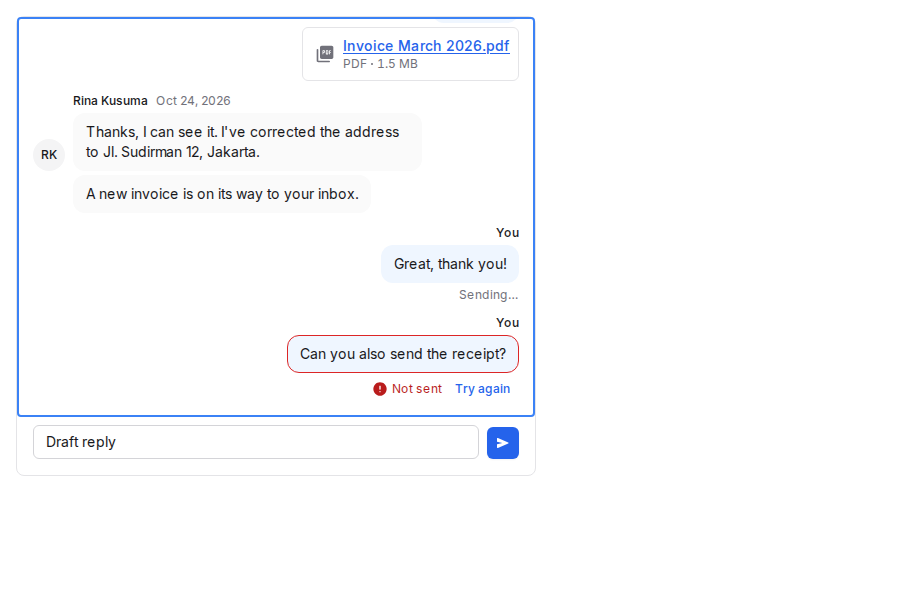 Invoice March 2026.pdf
PDF · 1.5 MB
Rina Kusuma Oct 24, 2026
Thanks, I can see it. I've corrected the address
to Jl. Sudirman 12, Jakarta.
RK
A new invoice is on its way to your inbox.
You
Great, thank you!
Sending…
You
Can you also send the receipt?
Not sent Try again
Draft reply